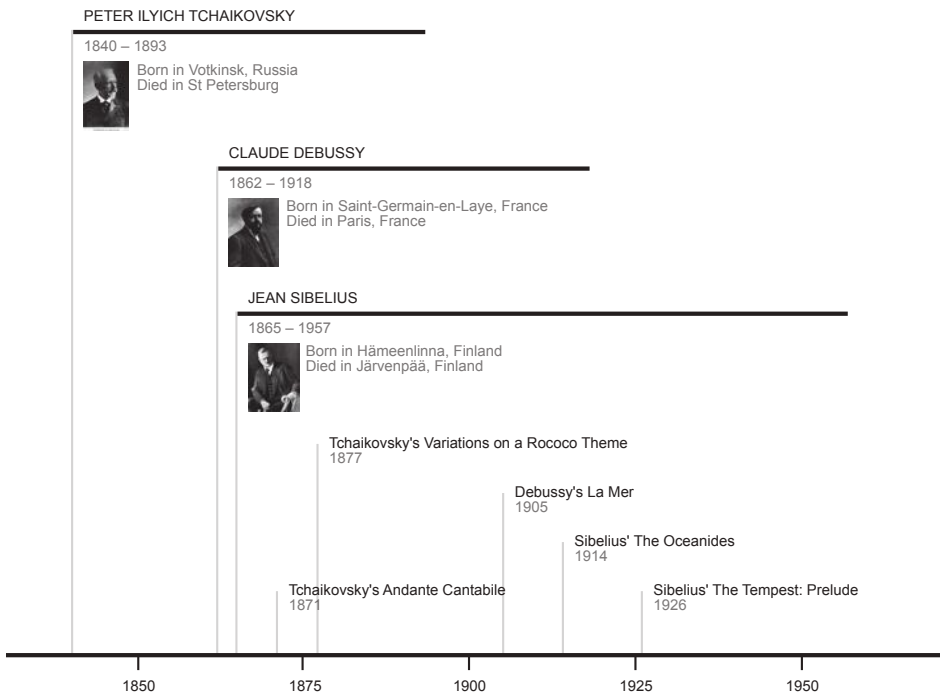 PETER ILYICH TCHAIKOVSKY
1840 – 1893
Born in Votkinsk, Russia
Died in St Petersburg
CLAUDE DEBUSSY
1862 – 1918
Born in Saint-Germain-en-Laye, France
Died in Paris, France
JEAN SIBELIUS
1865 – 1957
Born in Hämeenlinna, Finland
Died in Järvenpää, Finland
Tchaikovsky's Variations on a Rococo Theme
1877
Debussy's La Mer
1905
Sibelius' The Oceanides
1914
Tchaikovsky's Andante Cantabile
1871
Sibelius' The Tempest: Prelude
1926
1850
1875
1900
1925
1950